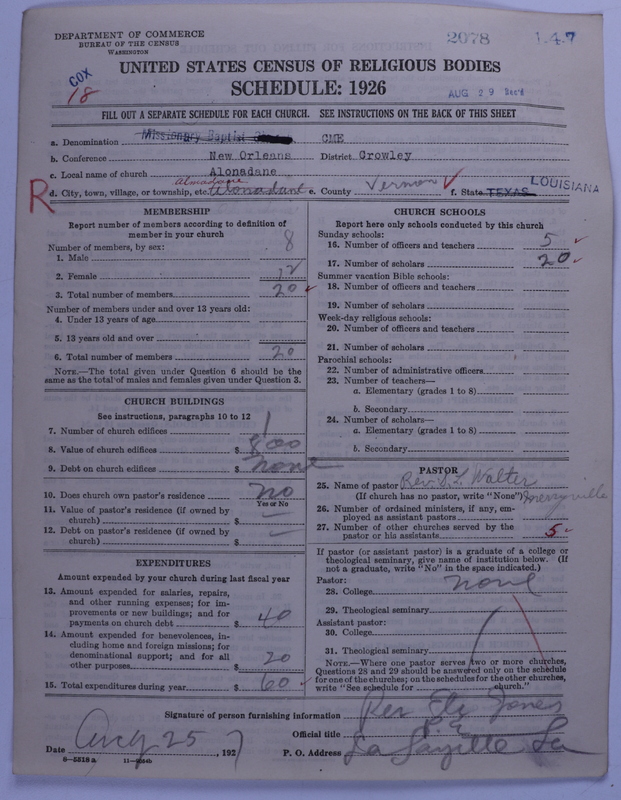 DEPARTMENT OF COMMERCE
BUREAU OF THE CENSUS
WASHINGTON
2078 1.4.7
UNITED STATES CENSUS OF RELIGIOUS BODIES
COX
18
SCHEDULE: 1926
AUG 29 Rec'd
FILL OUT A SEPARATE SCHEDULE FOR EACH CHURCH. SEE INSTRUCTIONS ON THE BACK OF THIS SHEET
a. Denomination Missionary Baptist CME
b. Conference New Orleans District Crowley
c. Local name of church Alonadane
R d. City, town, village, or township, etc. Almadane Alonadant e. County Vernon f. State TEXAS LOUISIANA
MEMBERSHIP
Report number of members according to definition of
member in your church
Number of members, by sex:
1. Male 8
2. Female 12
3. Total number of members 20
Number of members under and over 13 years old:
4. Under 13 years of age
5. 13 years old and over
6. Total number of members 20
NOTE.—The total given under Question 6 should be the
same as the total of males and females given under Question 3.
CHURCH BUILDINGS
See instructions, paragraphs 10 to 12
7. Number of church edifices 1
8. Value of church edifices $ 800
9. Debt on church edifices $ none
10. Does church own pastor's residence no
Yes or No
11. Value of pastor's residence (if owned by
church) $
12. Debt on pastor's residence (if owned by
church) $
EXPENDITURES
Amount expended by your church during last fiscal year
13. Amount expended for salaries, repairs,
and other running expenses; for im-
provements or new buildings; and for
payments on church debt $ 40
14. Amount expended for benevolences, in-
cluding home and foreign missions; for
denominational support; and for all
other purposes $ 20
15. Total expenditures during year $ 60
CHURCH SCHOOLS
Report here only schools conducted by this church
Sunday schools:
16. Number of officers and teachers 5
17. Number of scholars 20
Summer vacation Bible schools:
18. Number of officers and teachers
19. Number of scholars
Week-day religious schools:
20. Number of officers and teachers
21. Number of scholars
Parochial schools:
22. Number of administrative officers
23. Number of teachers—
a. Elementary (grades 1 to 8)
b. Secondary
24. Number of scholars—
a. Elementary (grades 1 to 8)
b. Secondary
PASTOR
25. Name of pastor Rev. S. L. Walter
(If church has no pastor, write "None") Merryville
26. Number of ordained ministers, if any, em-
ployed as assistant pastors
27. Number of other churches served by the
pastor or his assistants 5
If pastor (or assistant pastor) is a graduate of a college or
theological seminary, give name of institution below. (If
not a graduate, write "No" in the space indicated.)
Pastor:
28. College none
29. Theological seminary
Assistant pastor:
30. College
31. Theological seminary
NOTE.—Where one pastor serves two or more churches,
Questions 28 and 29 should be answered only on the schedule
for one of the churches; on the schedules for the other churches,
write "See schedule for church."
Signature of person furnishing information Rev Eli Jones
Official title P. E.
Date Aug 25, 1927 P. O. Address La Fayette La
8—5518 a